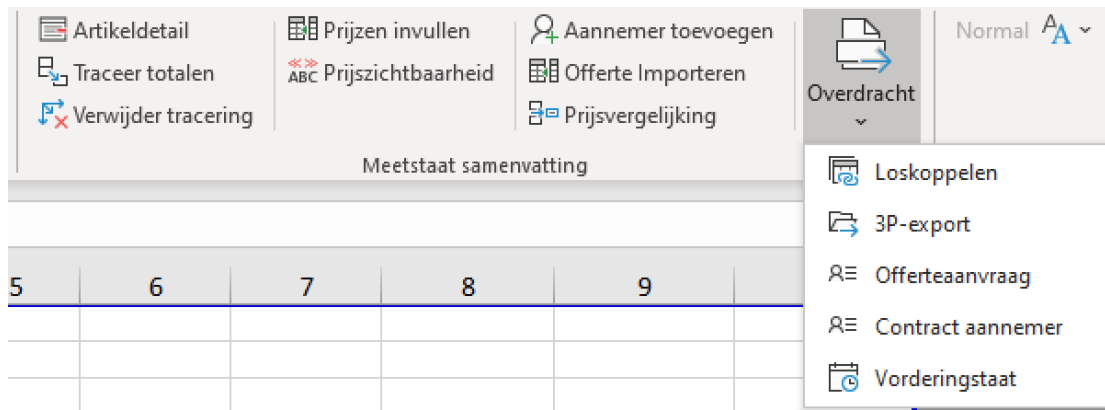 Artikeldetail
Traceer totalen
Verwijder tracering
Prijzen invullen
ABC Prijszichtbaarheid
Aannemer toevoegen
Offerte Importeren
Prijsvergelijking
Meetstaat samenvatting
Overdracht
Normal
Loskoppelen
3P-export
Offerteaanvraag
Contract aannemer
Vorderingstaat
5 6 7 8 9